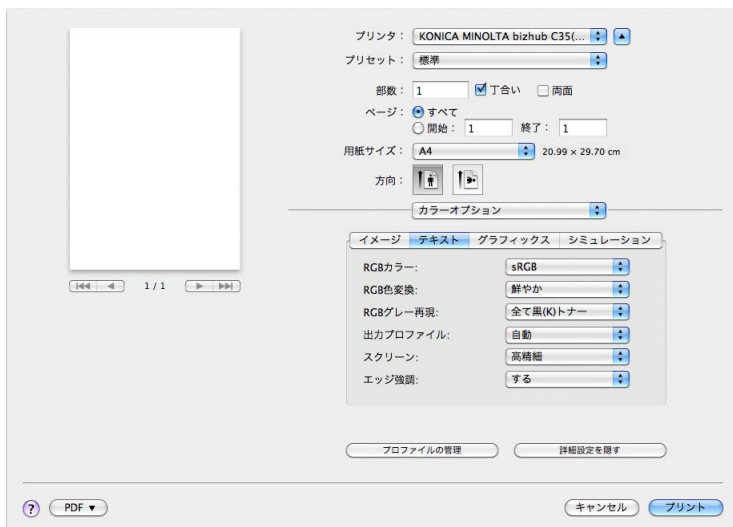 プリンタ： KONICA MINOLTA bizhub C35(...
プリセット： 標準
部数： 1 丁合い 両面
ページ： すべて
開始： 1 終了： 1
用紙サイズ： A4 20.99 × 29.70 cm
方向：
カラーオプション
イメージ テキスト グラフィックス シミュレーション
RGBカラー: sRGB
RGB色変換: 鮮やか
RGBグレー再現: 全て黒(K)トナー
出力プロファイル: 自動
スクリーン: 高精細
エッジ強調: する
1 / 1
プロファイルの管理 詳細設定を隠す
? PDF ▼ キャンセル プリント